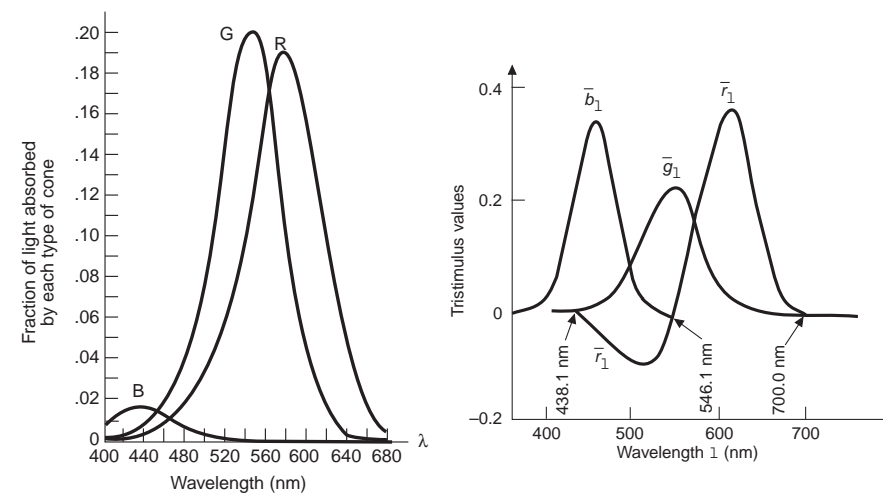 Fraction of light absorbed
by each type of cone
.20
.18
.16
.14
.12
.10
.08
.06
.04
.02
0
G
R
B
400 440 480 520 560 600 640 680
λ
Wavelength (nm)
Tristimulus values
0.4
0.2
0
–0.2
b̅1
g̅1
r̅1
r̅1
438.1 nm
546.1 nm
700.0 nm
400 500 600 700
Wavelength 1 (nm)